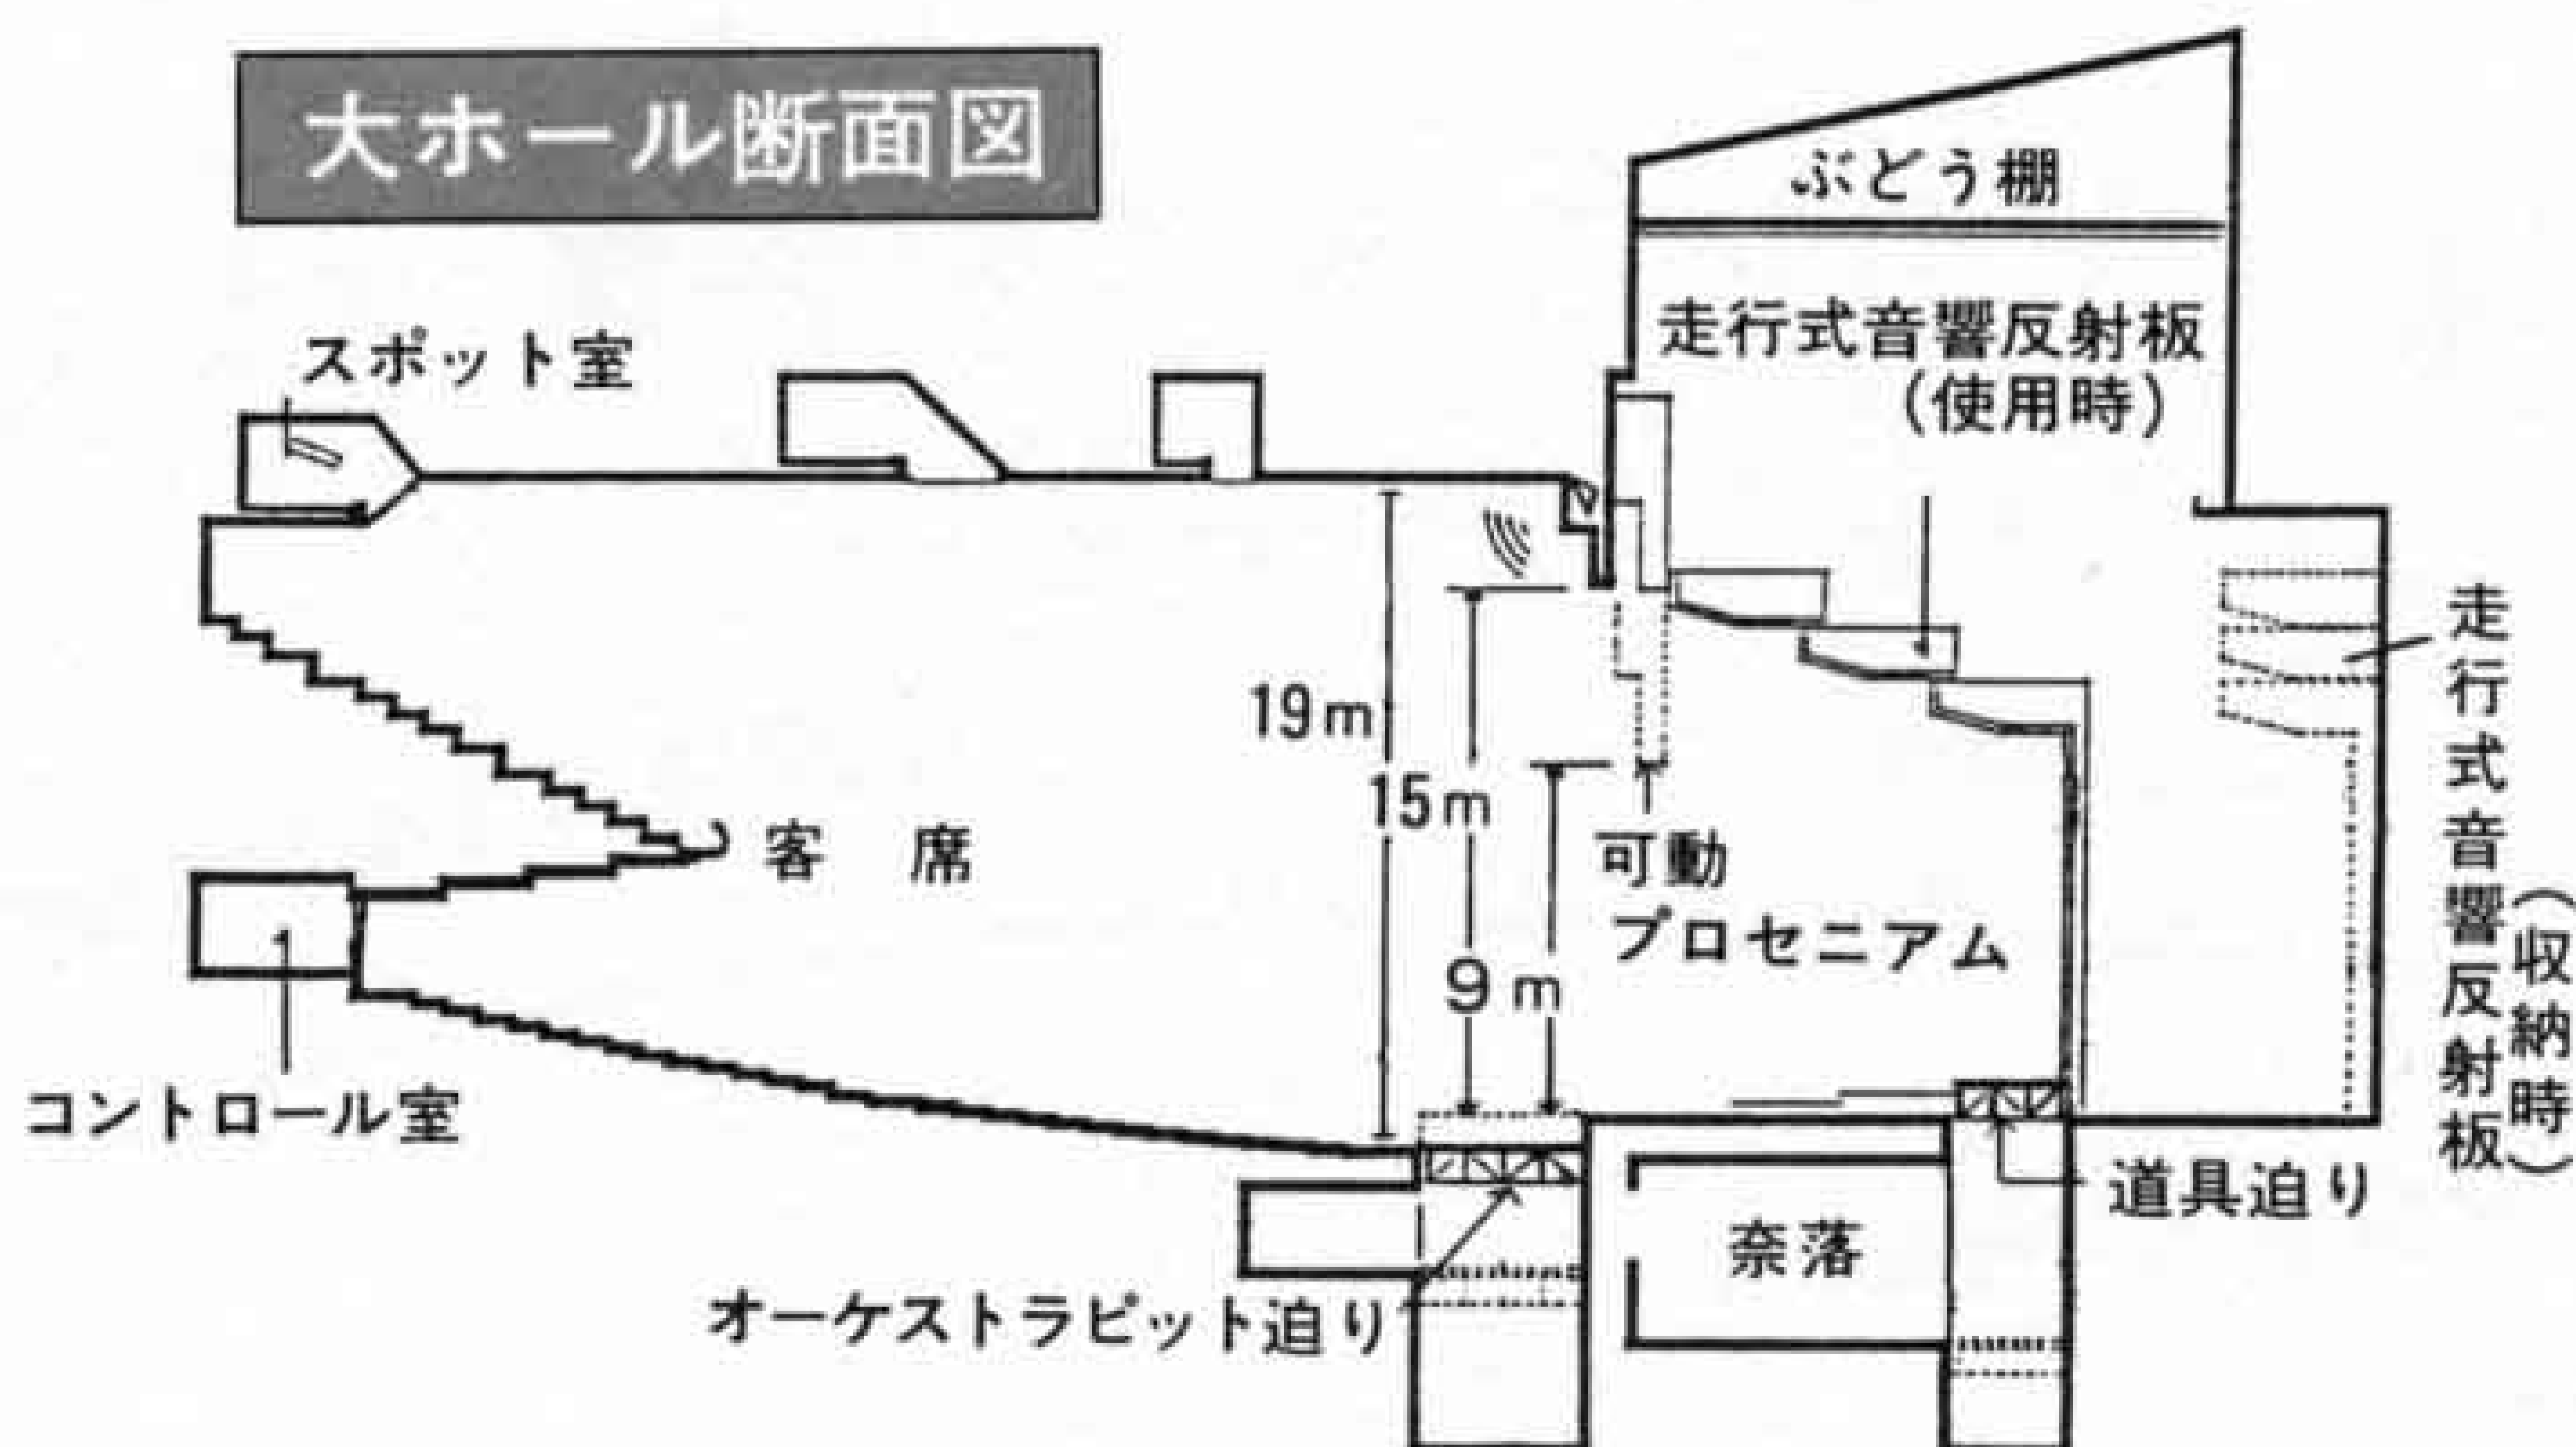 大ホール断面図
ぶどう棚
走行式音響反射板
(使用時)
スポット室
19m
15m
9m
客 席
可動
プロセニアム
走行式音響反射板
(収納時)
コントロール室
道具迫り
奈落
オーケストラピット迫り